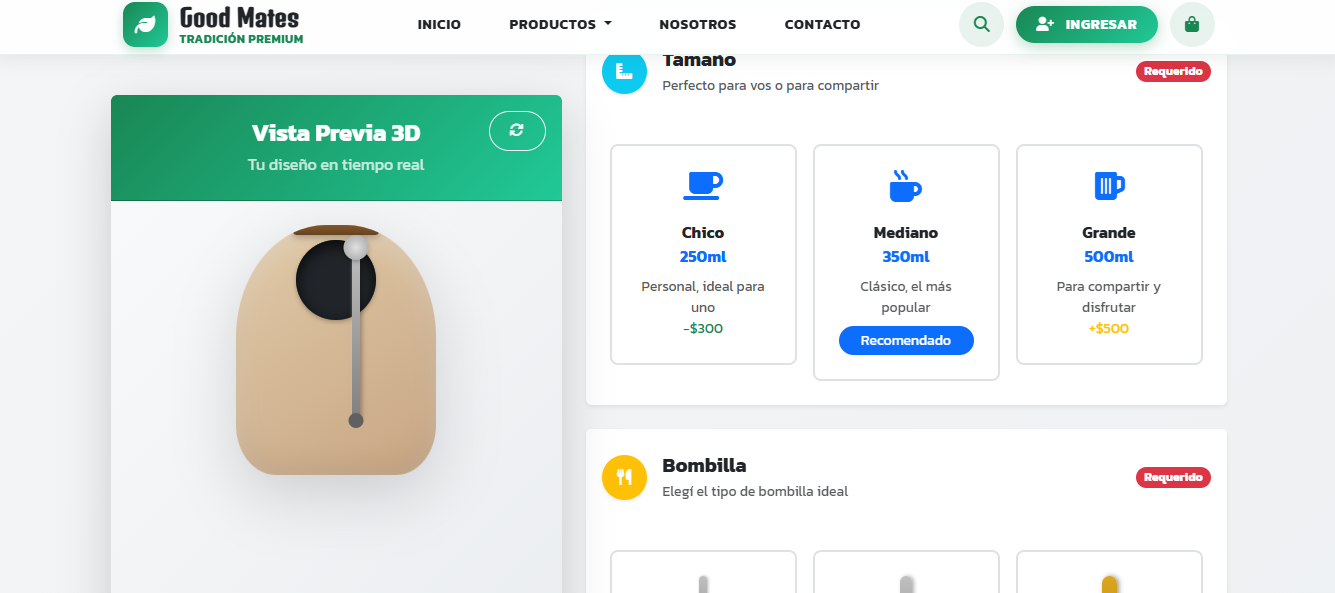 Good Mates
TRADICIÓN PREMIUM
INICIO
PRODUCTOS
NOSOTROS
CONTACTO
INGRESAR
Vista Previa 3D
Tu diseño en tiempo real
Tamaño
Perfecto para vos o para compartir
Requerido
Chico
250ml
Personal, ideal para
uno
-$300
Mediano
350ml
Clásico, el más
popular
Recomendado
Grande
500ml
Para compartir y
disfrutar
+$500
Bombilla
Elegí el tipo de bombilla ideal
Requerido